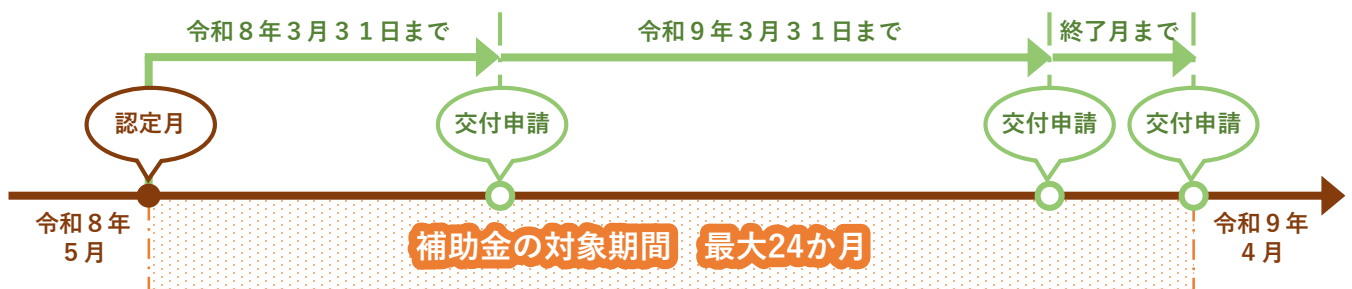 令和８年３月３１日まで
令和９年３月３１日まで
終了月まで
認定月
交付申請
交付申請
交付申請
令和８年
５月
補助金の対象期間　最大24か月
令和９年
４月